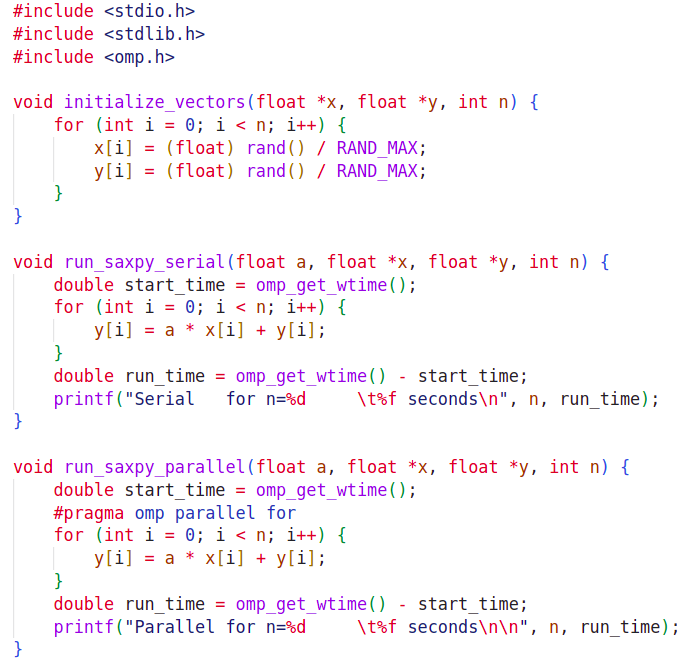 #include <stdio.h>
#include <stdlib.h>
#include <omp.h>

void initialize_vectors(float *x, float *y, int n) {
    for (int i = 0; i < n; i++) {
        x[i] = (float) rand() / RAND_MAX;
        y[i] = (float) rand() / RAND_MAX;
    }
}

void run_saxpy_serial(float a, float *x, float *y, int n) {
    double start_time = omp_get_wtime();
    for (int i = 0; i < n; i++) {
        y[i] = a * x[i] + y[i];
    }
    double run_time = omp_get_wtime() - start_time;
    printf("Serial   for n=%d     \t%f seconds\n", n, run_time);
}

void run_saxpy_parallel(float a, float *x, float *y, int n) {
    double start_time = omp_get_wtime();
    #pragma omp parallel for
    for (int i = 0; i < n; i++) {
        y[i] = a * x[i] + y[i];
    }
    double run_time = omp_get_wtime() - start_time;
    printf("Parallel for n=%d     \t%f seconds\n\n", n, run_time);
}